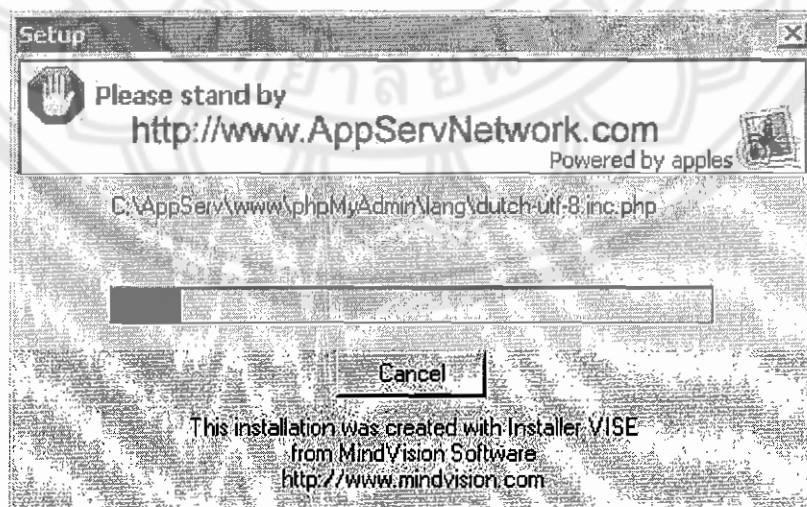 Setup
Please stand by
http://www.AppServNetwork.com
Powered by apples
C:\AppServ\www\phpMyAdmin\lang\dutch-utf-8.inc.php
Cancel
This installation was created with Installer VISE
from MindVision Software
http://www.mindvision.com